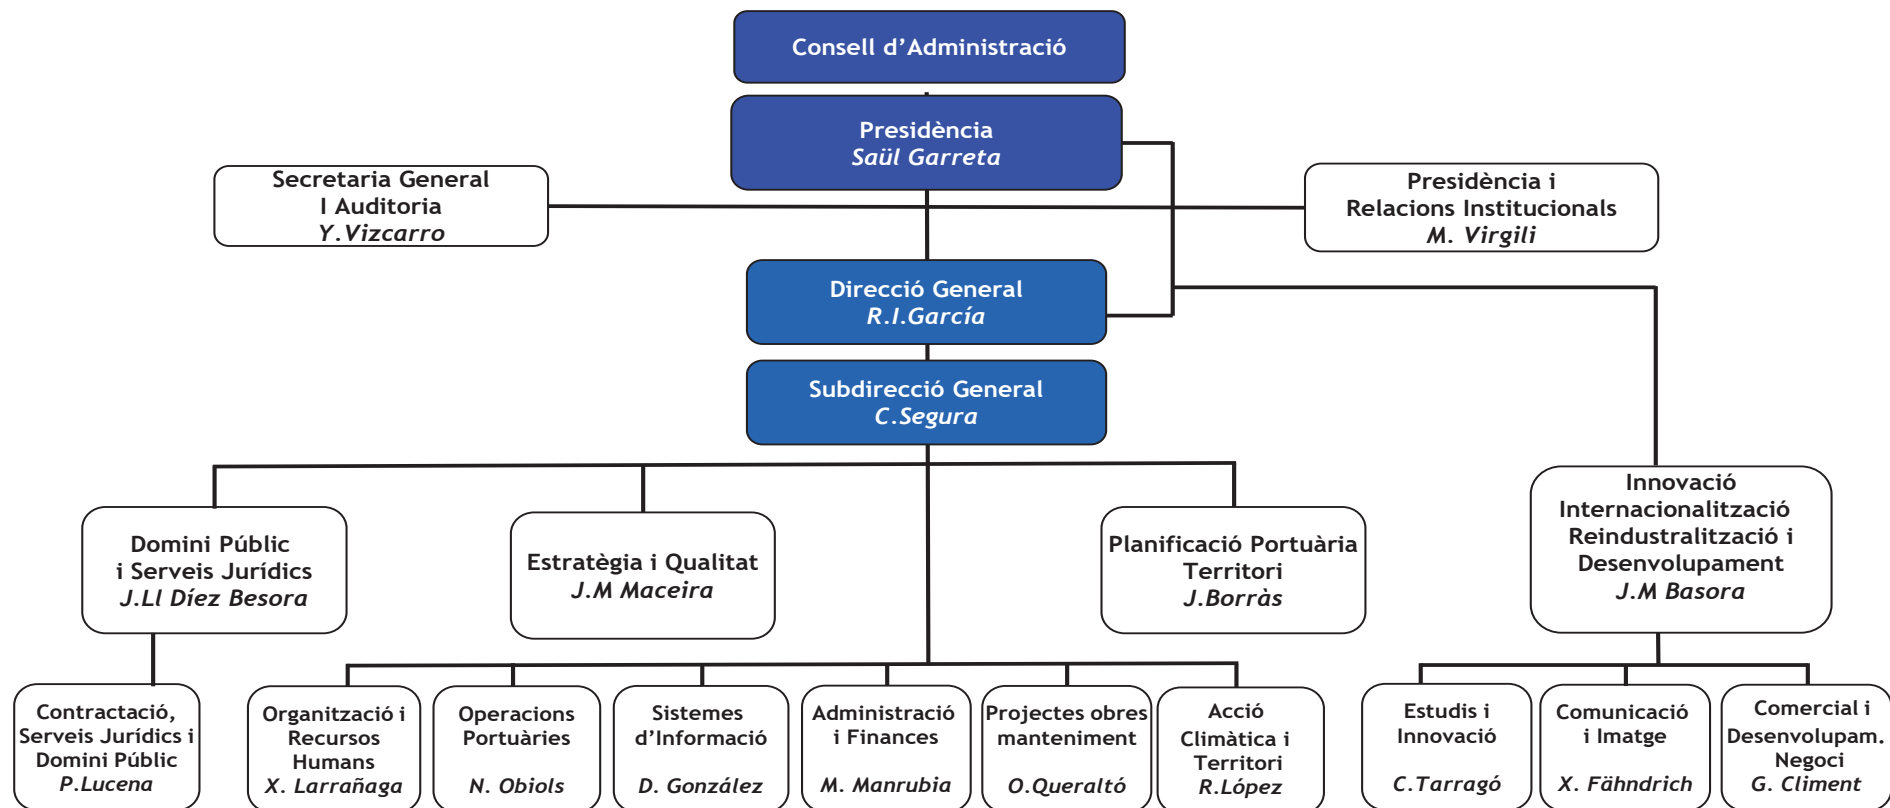 Consell d’Administració
Presidència
Saül Garreta
Secretaria General
I Auditoria
Y.Vizcarro
Presidència i
Relacions Institucionals
M. Virgili
Direcció General
R.I.García
Subdirecció General
C.Segura
Domini Públic
i Serveis Jurídics
J.Ll Díez Besora
Estratègia i Qualitat
J.M Maceira
Planificació Portuària
Territori
J.Borràs
Innovació
Internacionalització
Reindustralització i
Desenvolupament
J.M Basora
Contractació,
Serveis Jurídics i
Domini Públic
P.Lucena
Organització i
Recursos
Humans
X. Larrañaga
Operacions
Portuàries
N. Obiols
Sistemes
d’Informació
D. González
Administració
i Finances
M. Manrubia
Projectes obres
manteniment
O.Queraltó
Acció
Climàtica i
Territori
R.López
Estudis i
Innovació
C.Tarragó
Comunicació
i Imatge
X. Fähndrich
Comercial i
Desenvolupam.
Negoci
G. Climent